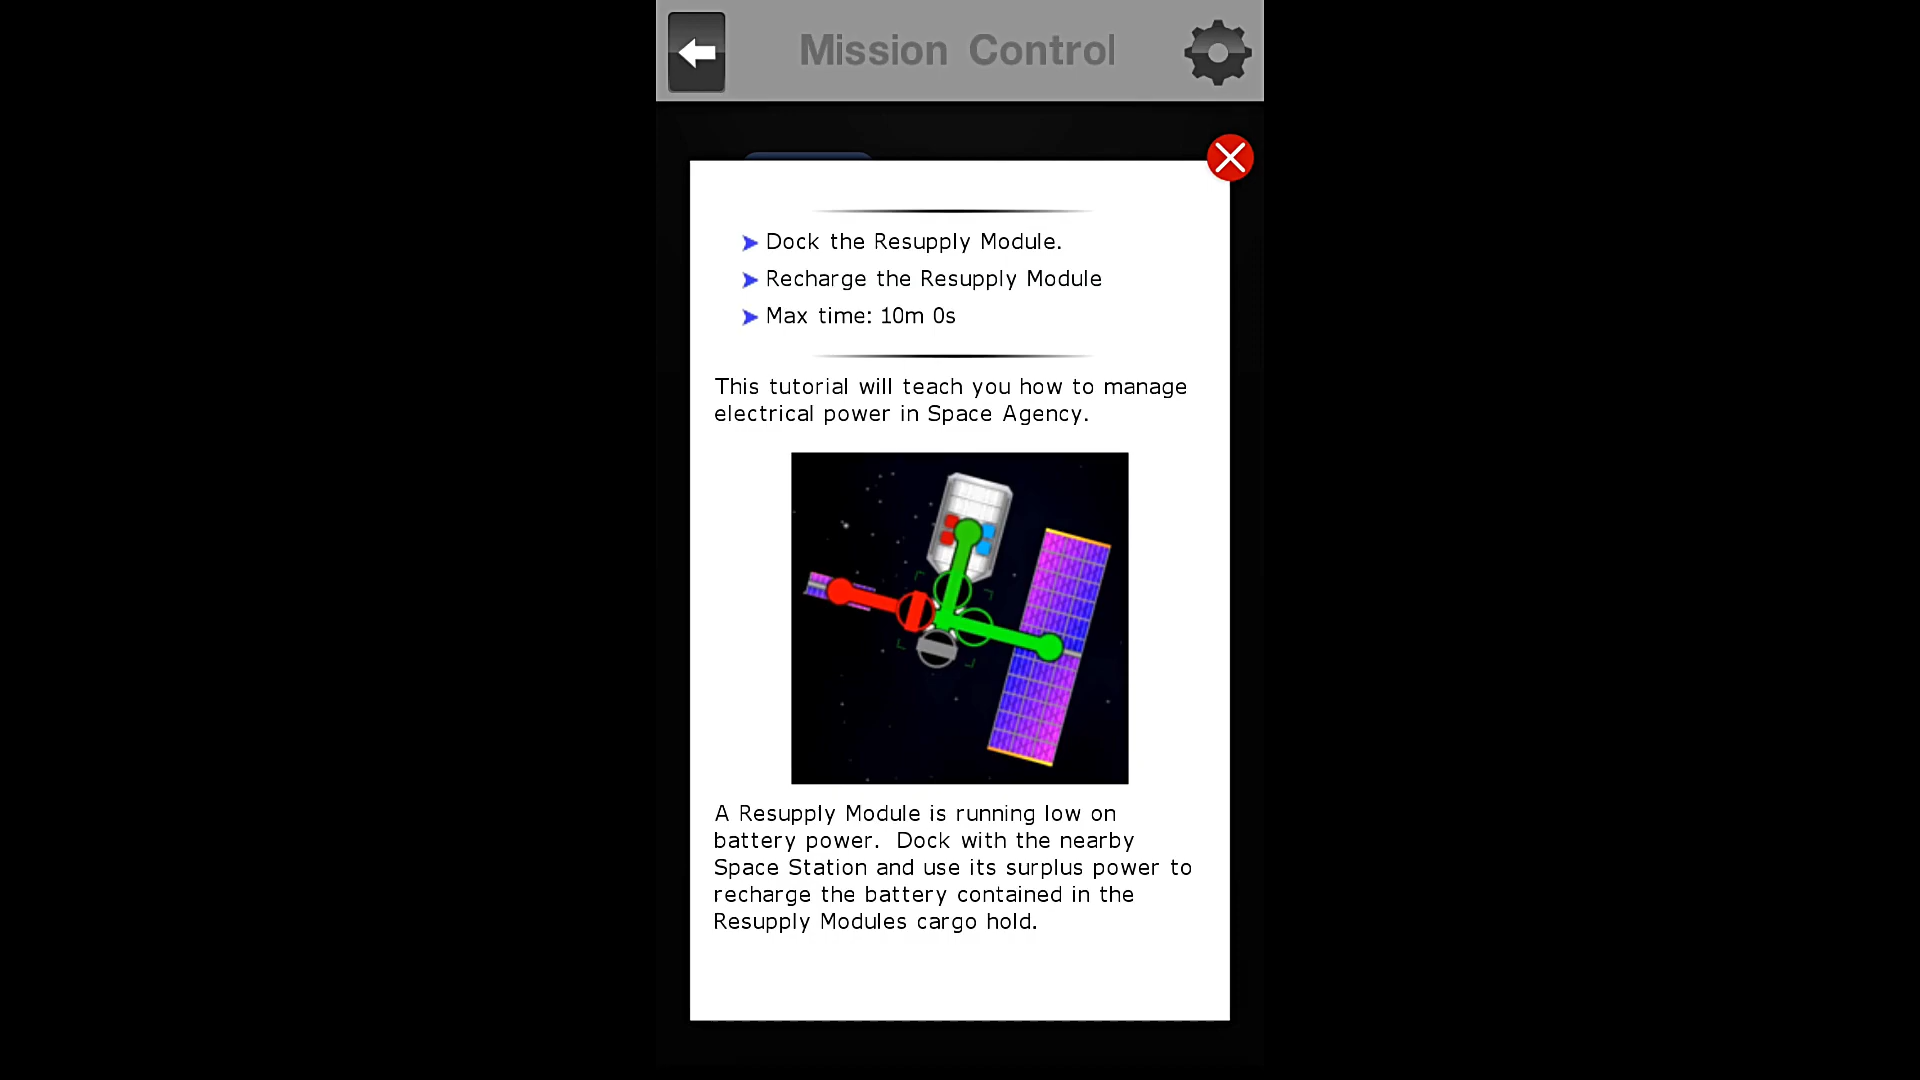 Mission Control
Dock the Resupply Module.
Recharge the Resupply Module
Max time: 10m 0s
This tutorial will teach you how to manage
electrical power in Space Agency.
A Resupply Module is running low on
battery power. Dock with the nearby
Space Station and use its surplus power to
recharge the battery contained in the
Resupply Modules cargo hold.